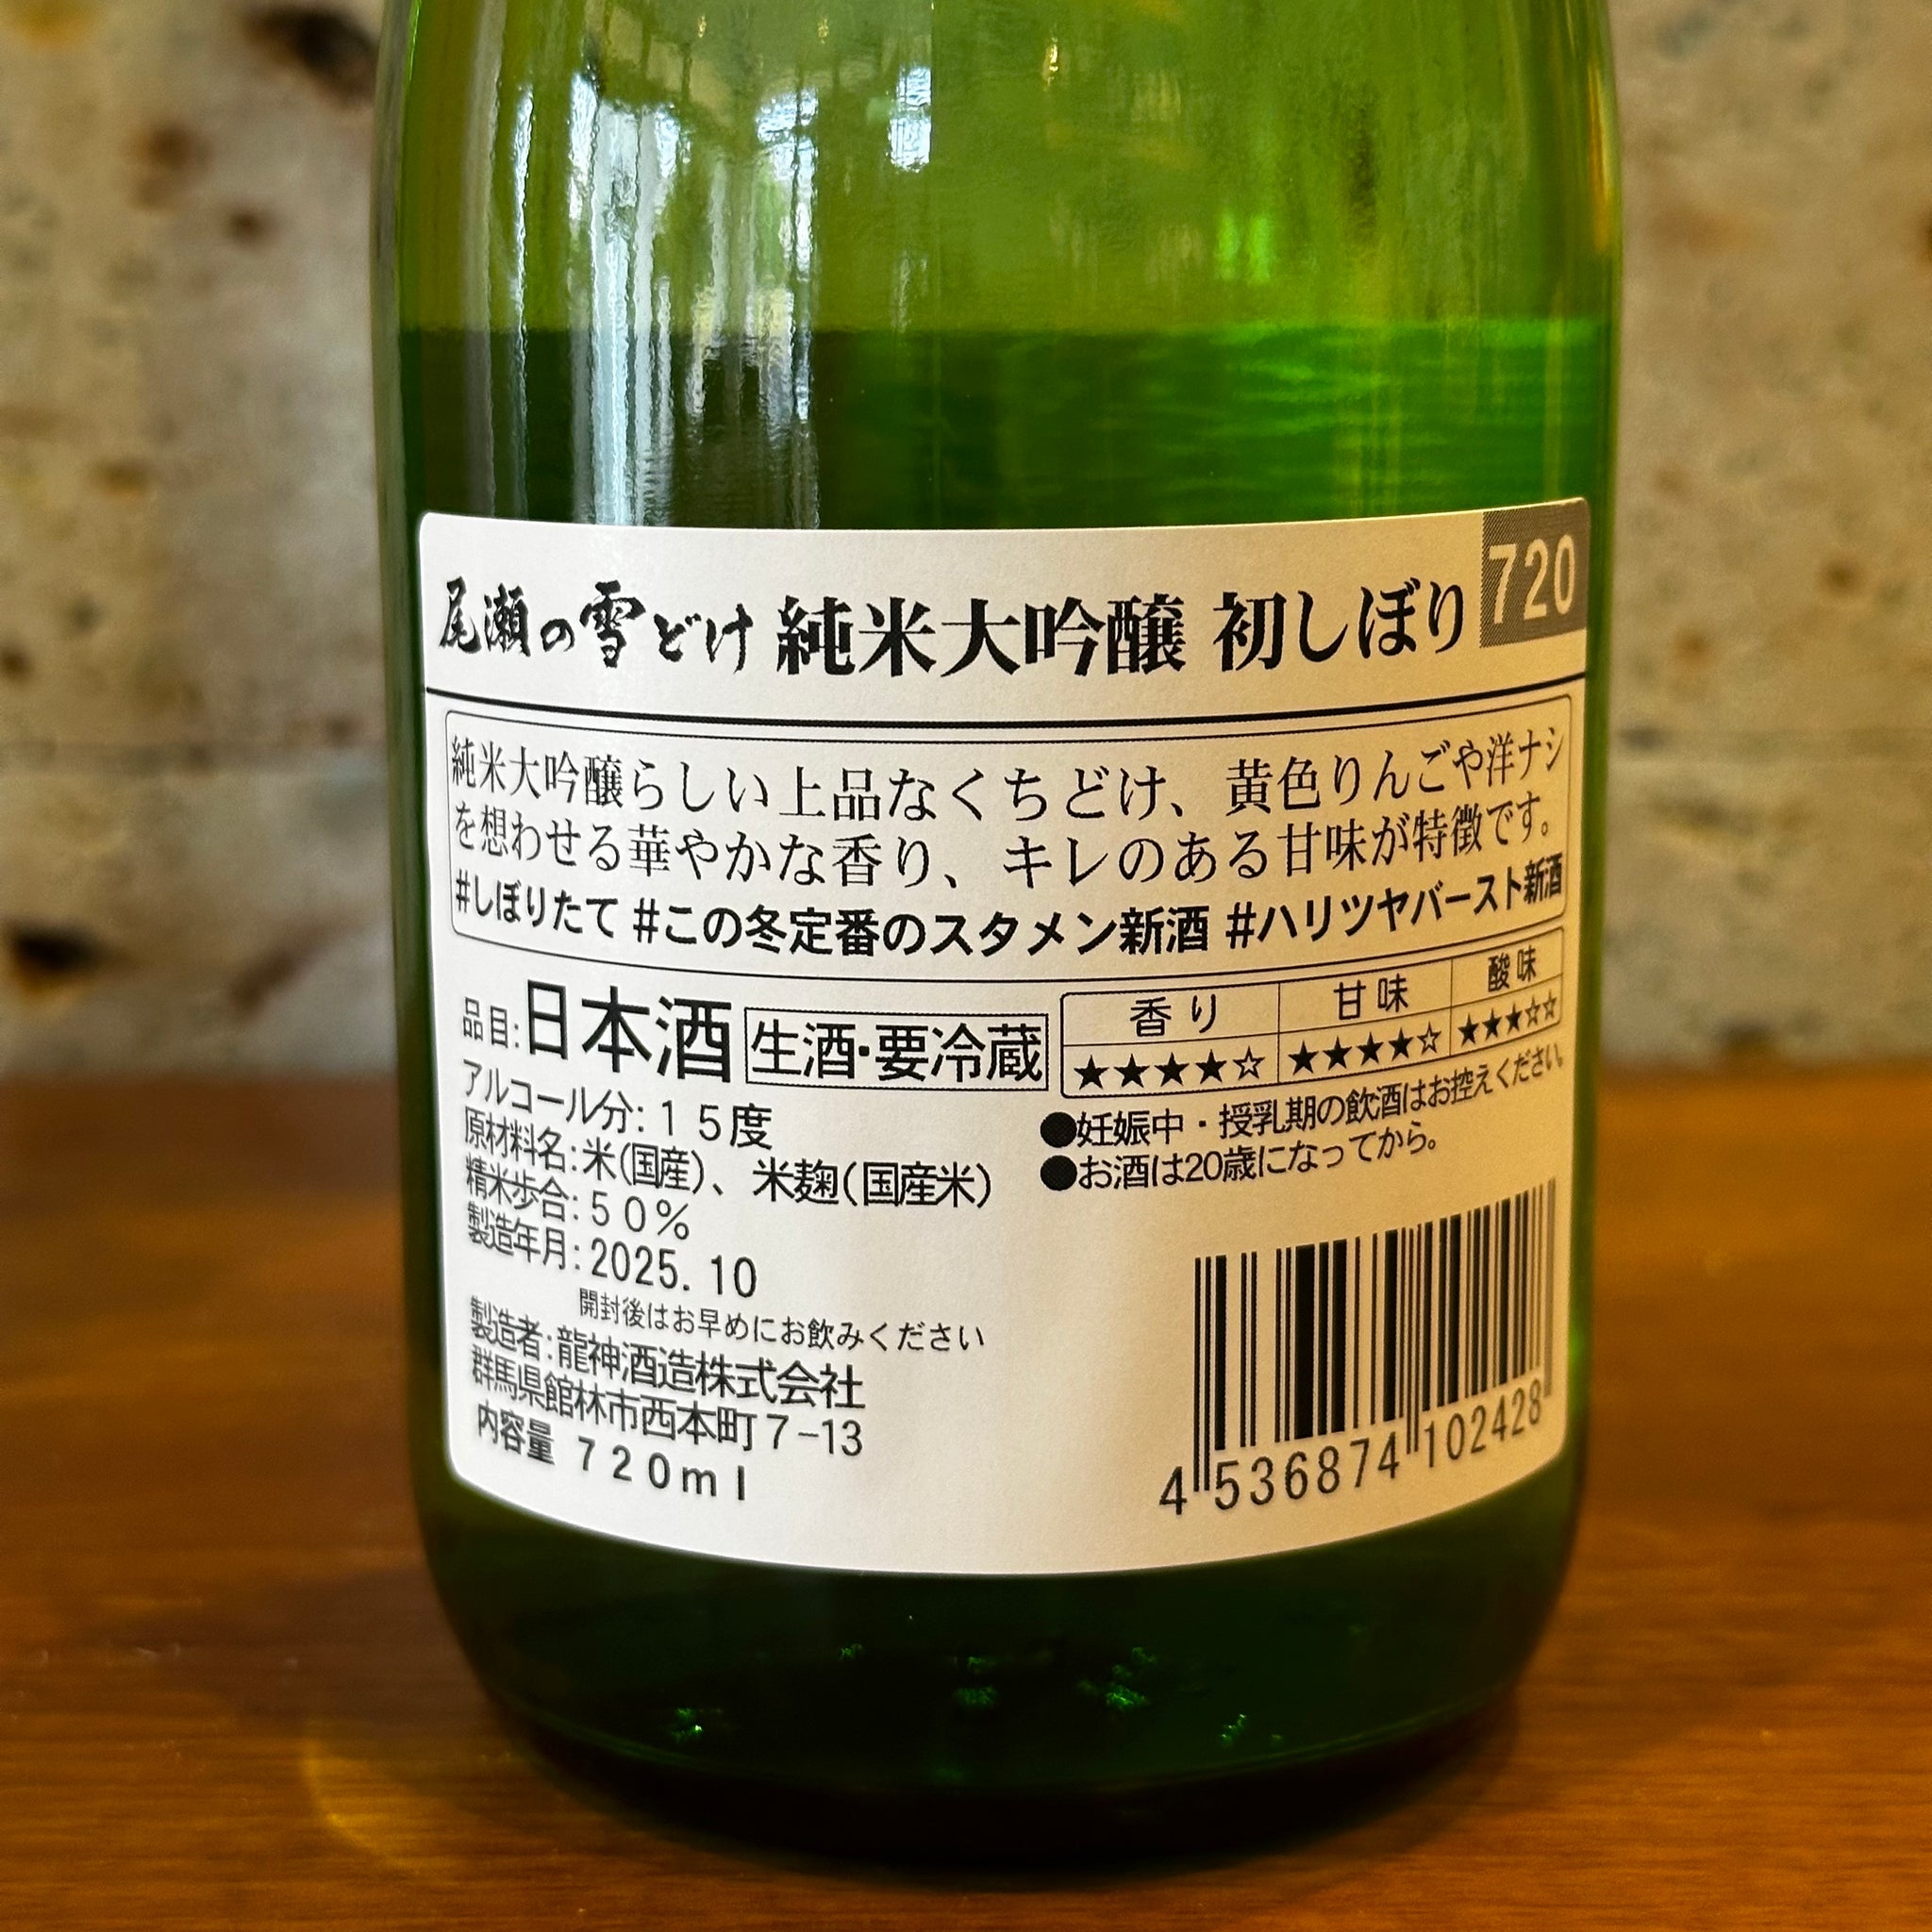 尾瀬の雪どけ 純米大吟醸 初しぼり 720
純米大吟醸らしい上品なくちどけ、黄色りんごや洋ナシ
を想わせる華やかな香り、キレのある甘味が特徴です。
#しぼりたて #この冬定番のスタメン新酒 #ハリツヤバースト新酒
品目:日本酒 生酒・要冷蔵
香り 甘味 酸味
★★★★☆ ★★★★☆ ★★★☆☆
アルコール分:15度
原材料名:米(国産)、米麹(国産米)
精米歩合:50%
製造年月:2025.10
開封後はお早めにお飲みください
製造者:龍神酒造株式会社
群馬県館林市西本町7-13
内容量 720ml
●妊娠中・授乳期の飲酒はお控えください。
●お酒は20歳になってから。
4 536874 102428